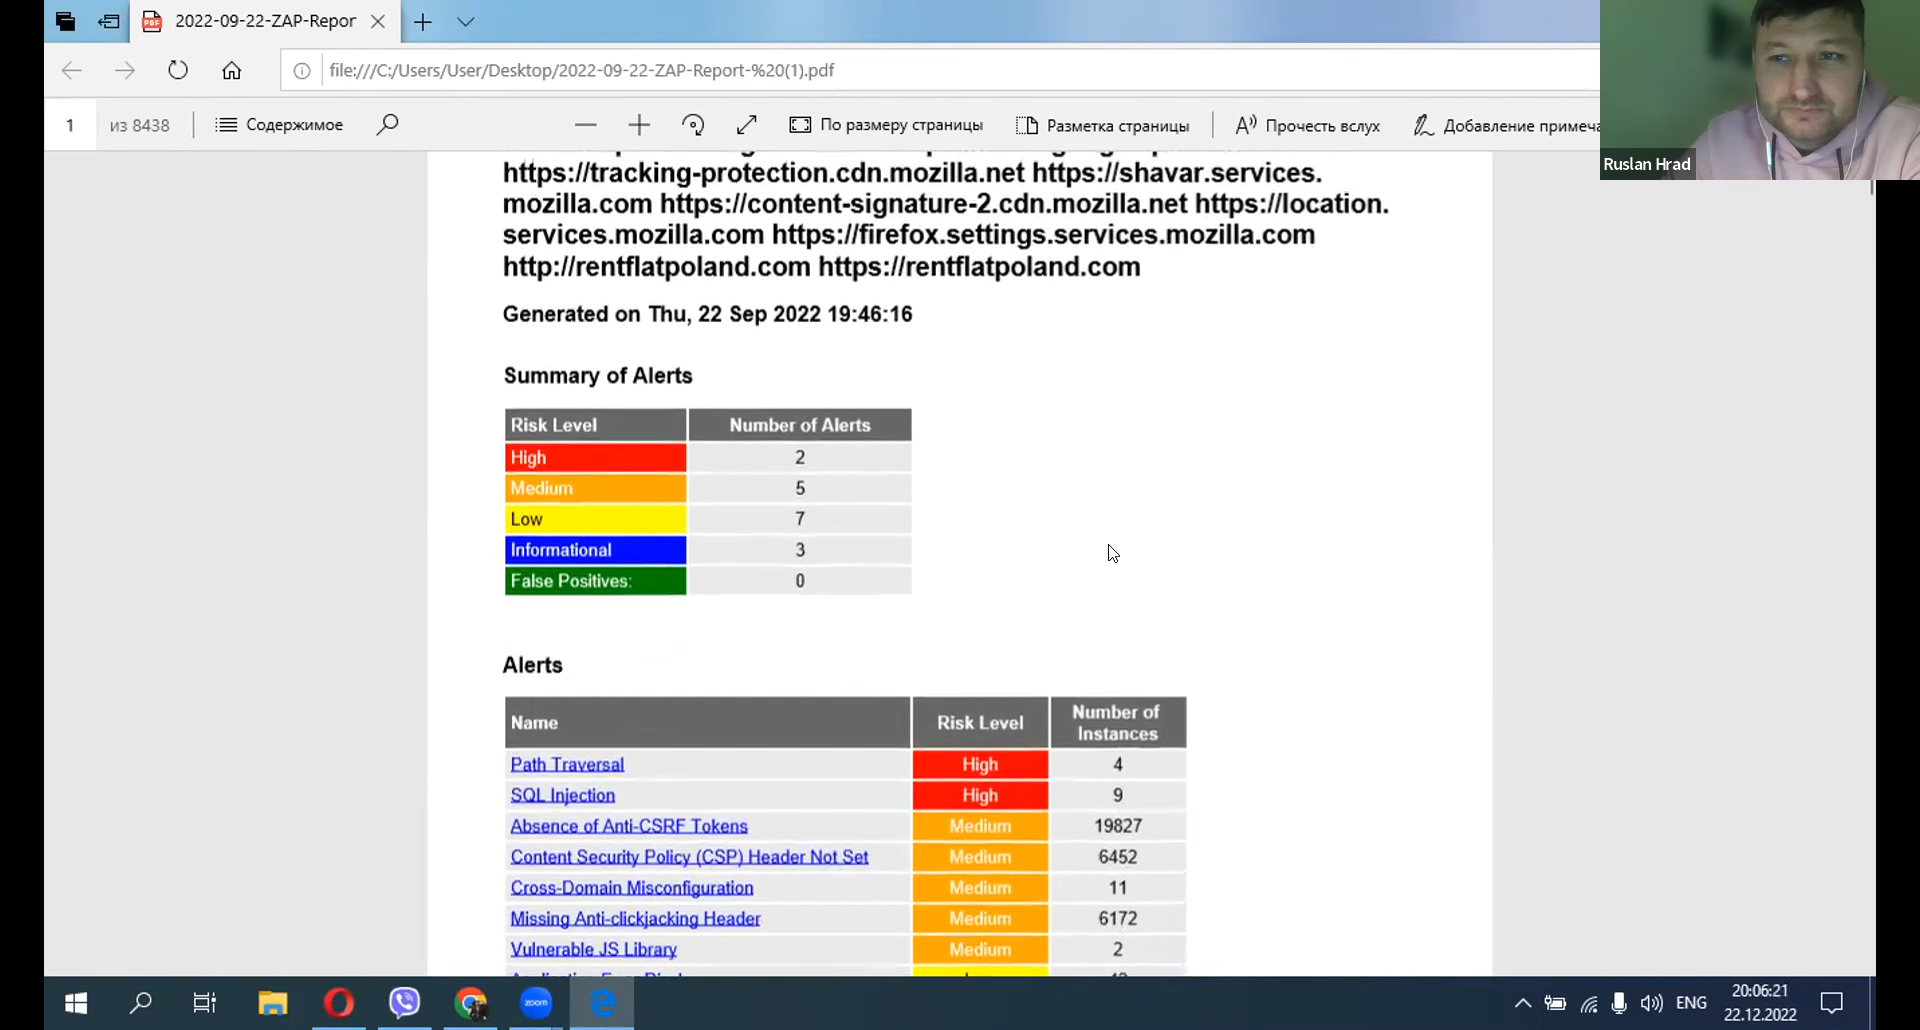 2022-09-22-ZAP-Repor
file:///C:/Users/User/Desktop/2022-09-22-ZAP-Report-%20(1).pdf
1 из 8438 Содержимое По размеру страницы Разметка страницы Прочесть вслух Добавление примеча
Ruslan Hrad
https://tracking-protection.cdn.mozilla.net https://shavar.services.
mozilla.com https://content-signature-2.cdn.mozilla.net https://location.
services.mozilla.com https://firefox.settings.services.mozilla.com
http://rentflatpoland.com https://rentflatpoland.com
Generated on Thu, 22 Sep 2022 19:46:16
Summary of Alerts
Risk Level Number of Alerts
High 2
Medium 5
Low 7
Informational 3
False Positives: 0
Alerts
Name Risk Level Number of
Instances
Path Traversal High 4
SQL Injection High 9
Absence of Anti-CSRF Tokens Medium 19827
Content Security Policy (CSP) Header Not Set Medium 6452
Cross-Domain Misconfiguration Medium 11
Missing Anti-clickjacking Header Medium 6172
Vulnerable JS Library Medium 2
zoom
ENG
20:06:21
22.12.2022